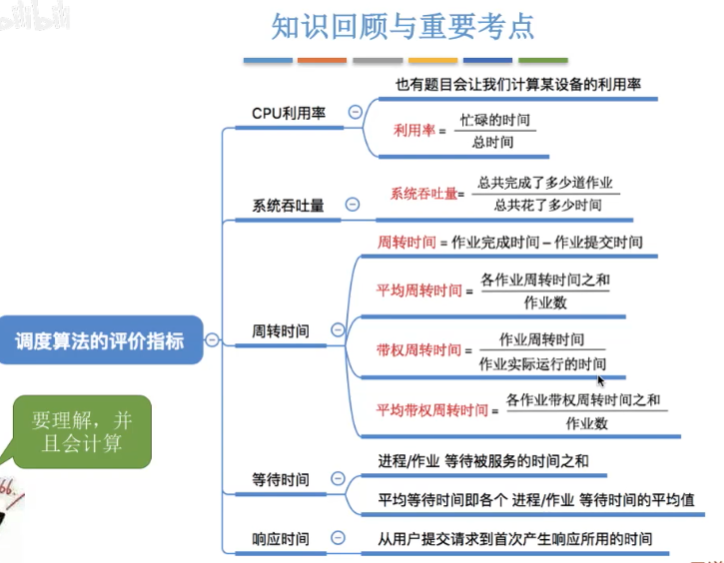 知识回顾与重要考点
也有题目会让我们计算某设备的利用率
CPU利用率
利用率 = 忙碌的时间
总时间
系统吞吐量
系统吞吐量= 总共完成了多少道作业
总共花了多少时间
周转时间 = 作业完成时间 – 作业提交时间
平均周转时间 = 各作业周转时间之和
作业数
周转时间
调度算法的评价指标
带权周转时间 = 作业周转时间
作业实际运行的时间
平均带权周转时间 = 各作业带权周转时间之和
作业数
要理解，并
且会计算
进程/作业 等待被服务的时间之和
等待时间
平均等待时间即各个 进程/作业 等待时间的平均值
响应时间
从用户提交请求到首次产生响应所用的时间